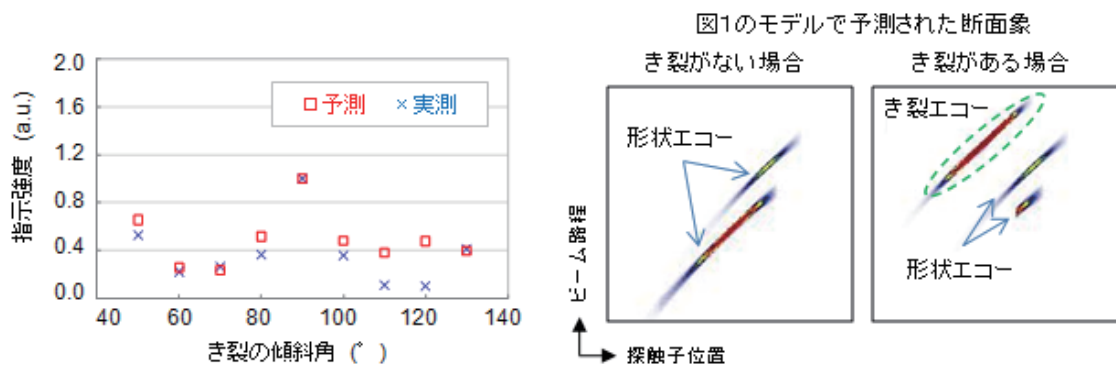 指示強度 (a.u.)
2.0
1.6
1.2
0.8
0.4
0.0
予測 実測
40 60 80 100 120 140
き裂の傾斜角 (°)
図1のモデルで予測された断面象
き裂がない場合 き裂がある場合
形状エコー
き裂エコー
形状エコー
ビーム路程
探触子位置